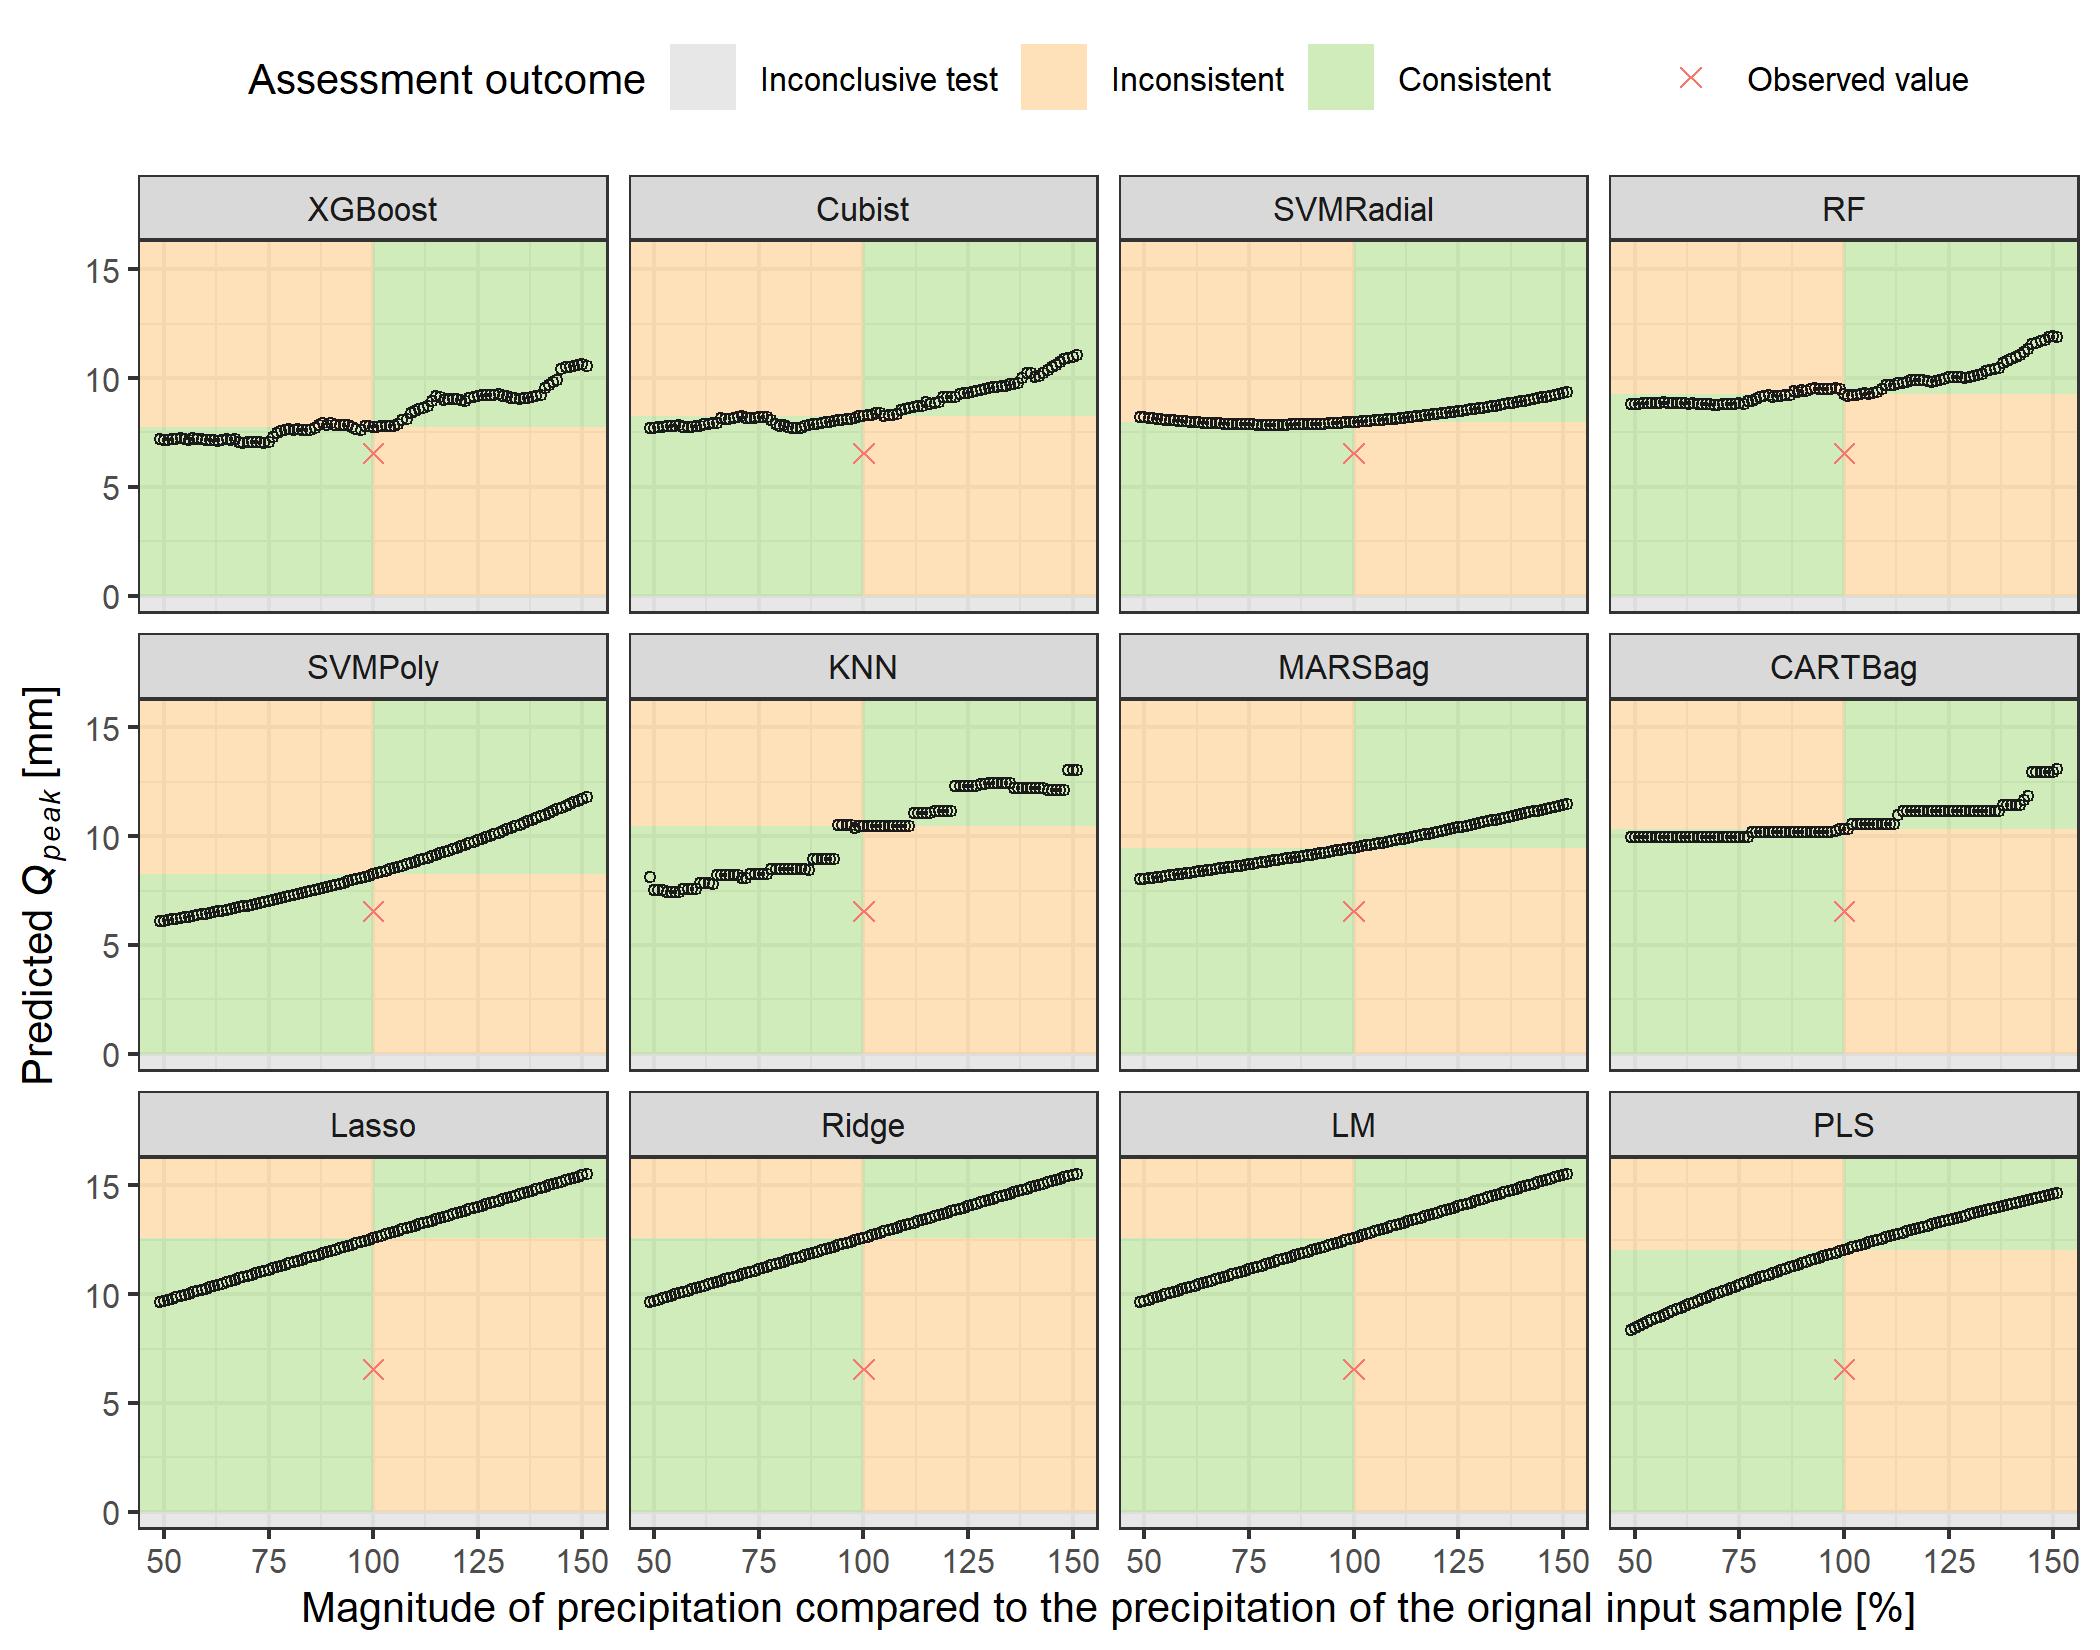 Assessment outcome Inconclusive test Inconsistent Consistent Observed value
XGBoost Cubist SVMRadial RF
15
10
5
0
SVMPoly KNN MARSBag CARTBag
15
10
5
0
Lasso Ridge LM PLS
15
10
5
0
50 75 100 125 150 50 75 100 125 150 50 75 100 125 150 50 75 100 125 150
Magnitude of precipitation compared to the precipitation of the orignal input sample [%]
Predicted Qpeak [mm]